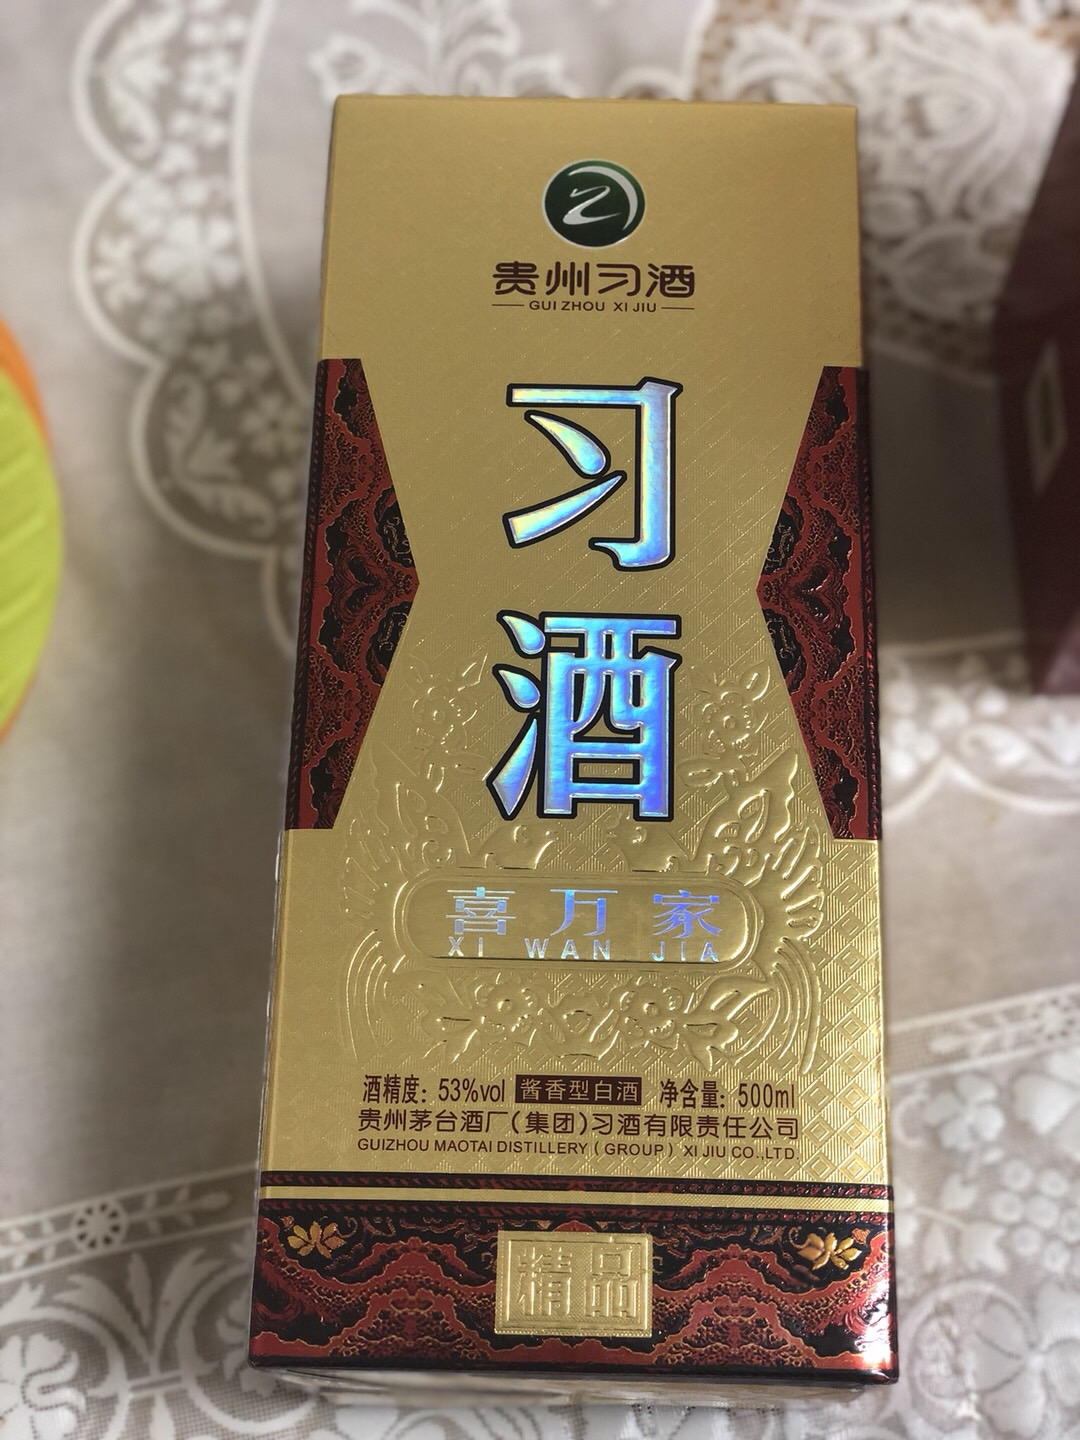 贵州习酒
GUI ZHOU XI JIU
习
酒
喜万家
XI WAN JIA
酒精度：53%vol 酱香型白酒 净含量：500ml
贵州茅台酒厂（集团）习酒有限责任公司
GUIZHOU MAOTAI DISTILLERY ( GROUP ) XI JIU CO.,LTD.
精品